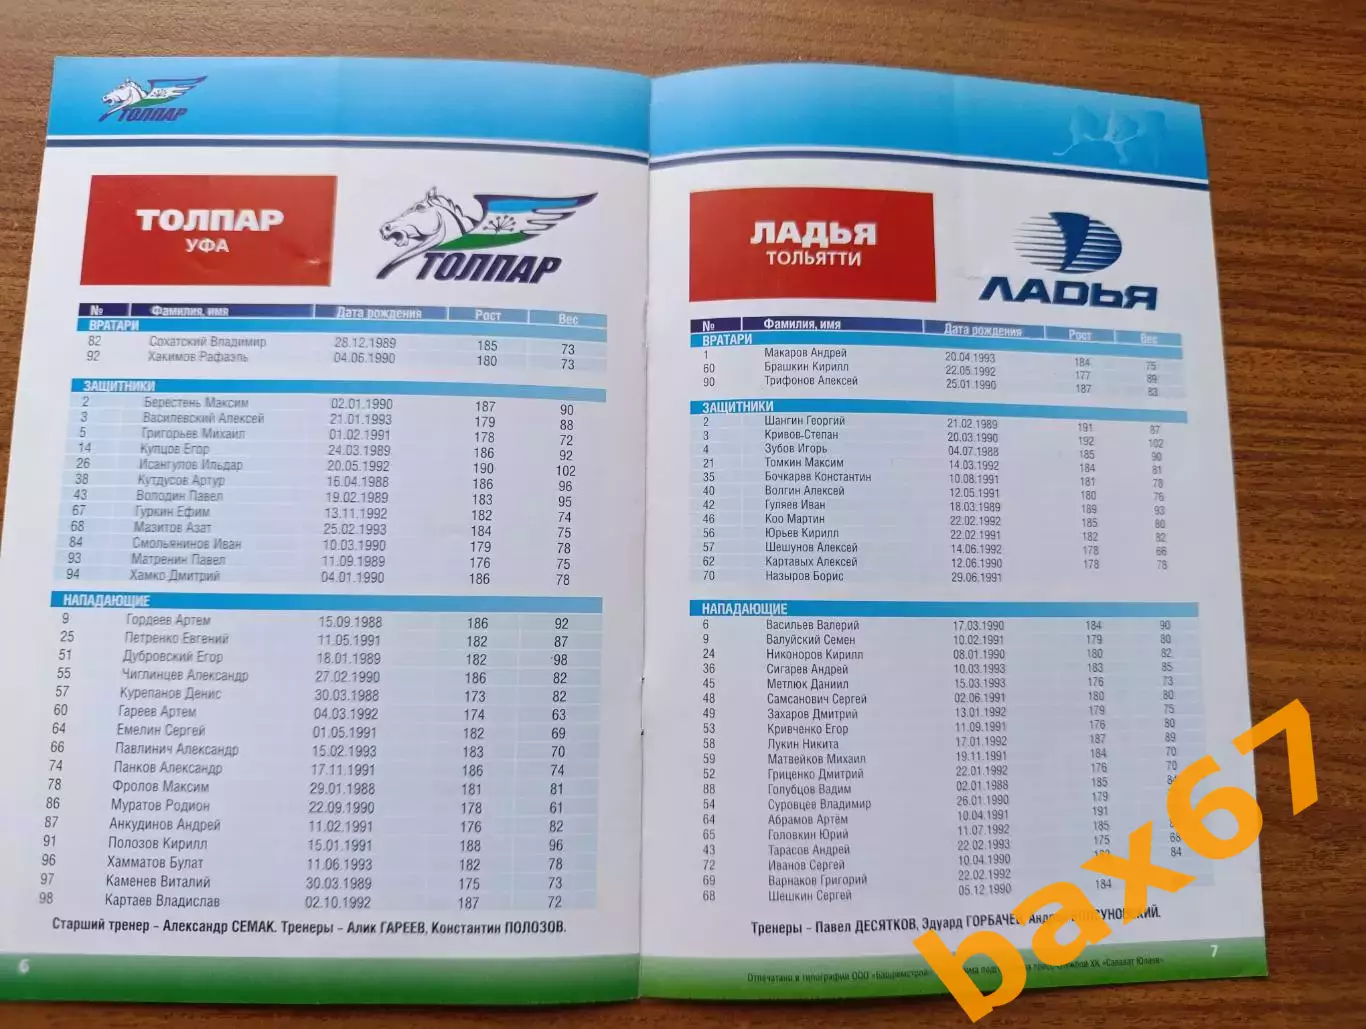 ТОЛПАР
ТОЛПАР
УФА
ТОЛПАР
№ Фамилия, имя Дата рождения Рост Вес
ВРАТАРИ
82 Сохатский Владимир 28.12.1989 185 73
92 Хакимов Рафаэль 04.06.1990 180 73
ЗАЩИТНИКИ
2 Берестень Максим 02.01.1990 187 90
3 Василевский Алексей 21.01.1993 179 88
5 Григорьев Михаил 01.02.1991 178 72
14 Купцов Егор 24.03.1989 186 92
26 Исангулов Ильдар 20.05.1992 190 102
38 Кутдусов Артур 15.04.1988 186 96
43 Володин Павел 19.02.1989 183 95
67 Гуркин Ефим 13.11.1992 182 74
68 Мазитов Азат 25.02.1993 184 75
84 Смольянинов Иван 10.03.1990 179 78
93 Матренин Павел 11.09.1989 176 75
94 Хамко Дмитрий 04.01.1990 186 78
НАПАДАЮЩИЕ
9 Гордеев Артем 15.09.1988 186 92
25 Петренко Евгений 11.05.1991 182 87
51 Дубровский Егор 18.01.1989 182 98
55 Чиглинцев Александр 27.02.1990 186 82
57 Курепанов Денис 30.03.1988 173 82
60 Гареев Артем 04.03.1992 174 63
64 Емелин Сергей 01.05.1991 182 69
66 Павлинич Александр 15.02.1993 183 70
74 Панков Александр 17.11.1991 186 74
78 Фролов Максим 29.01.1988 181 81
86 Муратов Родион 22.09.1990 178 61
87 Анкудинов Андрей 11.02.1991 176 82
91 Полозов Кирилл 15.01.1991 188 96
96 Хамматов Булат 11.06.1993 182 78
97 Каменев Виталий 30.03.1989 175 73
98 Картаев Владислав 02.10.1992 187 72
Старший тренер – Александр СЕМАК. Тренеры – Алик ГАРЕЕВ, Константин ПОЛОЗОВ.
6
ЛАДЬЯ
ТОЛЬЯТТИ
ЛАДЬЯ
№ Фамилия, имя Дата рождения Рост Вес
ВРАТАРИ
1 Макаров Андрей 20.04.1993 184 75
60 Брашкин Кирилл 22.05.1992 177 89
90 Трифонов Алексей 25.01.1990 187 83
ЗАЩИТНИКИ
2 Шангин Георгий 21.02.1989 191 87
3 Кривов-Степан 20.03.1990 192 102
4 Зубов Игорь 04.07.1988 185 90
21 Томкин Максим 14.03.1992 184 81
35 Бочкарев Константин 10.08.1991 181 78
40 Волгин Алексей 12.05.1991 180 76
42 Гуляев Иван 18.03.1989 189 93
46 Коо Мартин 22.02.1992 185 80
56 Юрьев Кирилл 22.02.1991 182 82
57 Шешунов Алексей 14.06.1992 178 66
62 Картавых Алексей 12.06.1990 178 78
70 Назыров Борис 29.06.1991
НАПАДАЮЩИЕ
6 Васильев Валерий 17.03.1990 184 90
9 Валуйский Семен 10.02.1991 179 80
24 Никоноров Кирилл 08.01.1990 180 82
36 Сигарев Андрей 10.03.1993 183 85
45 Метлюк Даниил 15.03.1993 176 73
48 Самсанович Сергей 02.06.1991 180 80
49 Захаров Дмитрий 13.01.1992 179 75
53 Кривченко Егор 11.09.1991 176 80
58 Лукин Никита 17.01.1992 187 89
59 Матвейков Михаил 19.11.1991 184 70
52 Гриценко Дмитрий 22.01.1992 176 70
88 Голубцов Вадим 02.01.1988 185 84
54 Суровцев Владимир 26.01.1990 179
64 Абрамов Артём 10.04.1991 191
65 Головкин Юрий 11.07.1992 185
43 Тарасов Андрей 22.02.1993 175 68
72 Иванов Сергей 10.04.1990 84
69 Варнаков Григорий 22.02.1992
68 Шешкин Сергей 05.12.1990 184
Тренеры – Павел ДЕСЯТКОВ, Эдуард ГОРБАЧЕВ,
Отпечатано в типографии ООО ХК «Салават Юлаев»
7
bax67